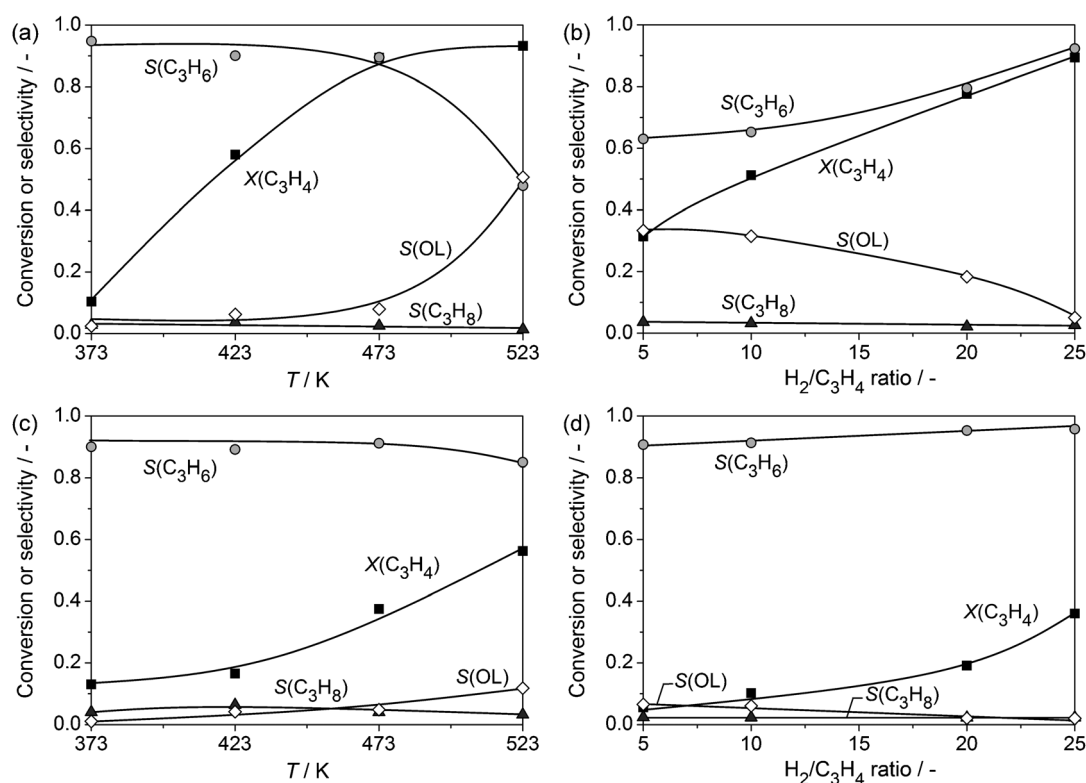 (a)
Conversion or selectivity / -
1.0
0.8
0.6
0.4
0.2
0.0
S(C3H6)
X(C3H4)
S(OL)
S(C3H8)
373 423 473 523
T / K
(b)
Conversion or selectivity / -
1.0
0.8
0.6
0.4
0.2
0.0
S(C3H6)
X(C3H4)
S(OL)
S(C3H8)
5 10 15 20 25
H2/C3H4 ratio / -
(c)
Conversion or selectivity / -
1.0
0.8
0.6
0.4
0.2
0.0
S(C3H6)
X(C3H4)
S(C3H8)
S(OL)
373 423 473 523
T / K
(d)
Conversion or selectivity / -
1.0
0.8
0.6
0.4
0.2
0.0
S(C3H6)
X(C3H4)
S(OL)
S(C3H8)
5 10 15 20 25
H2/C3H4 ratio / -